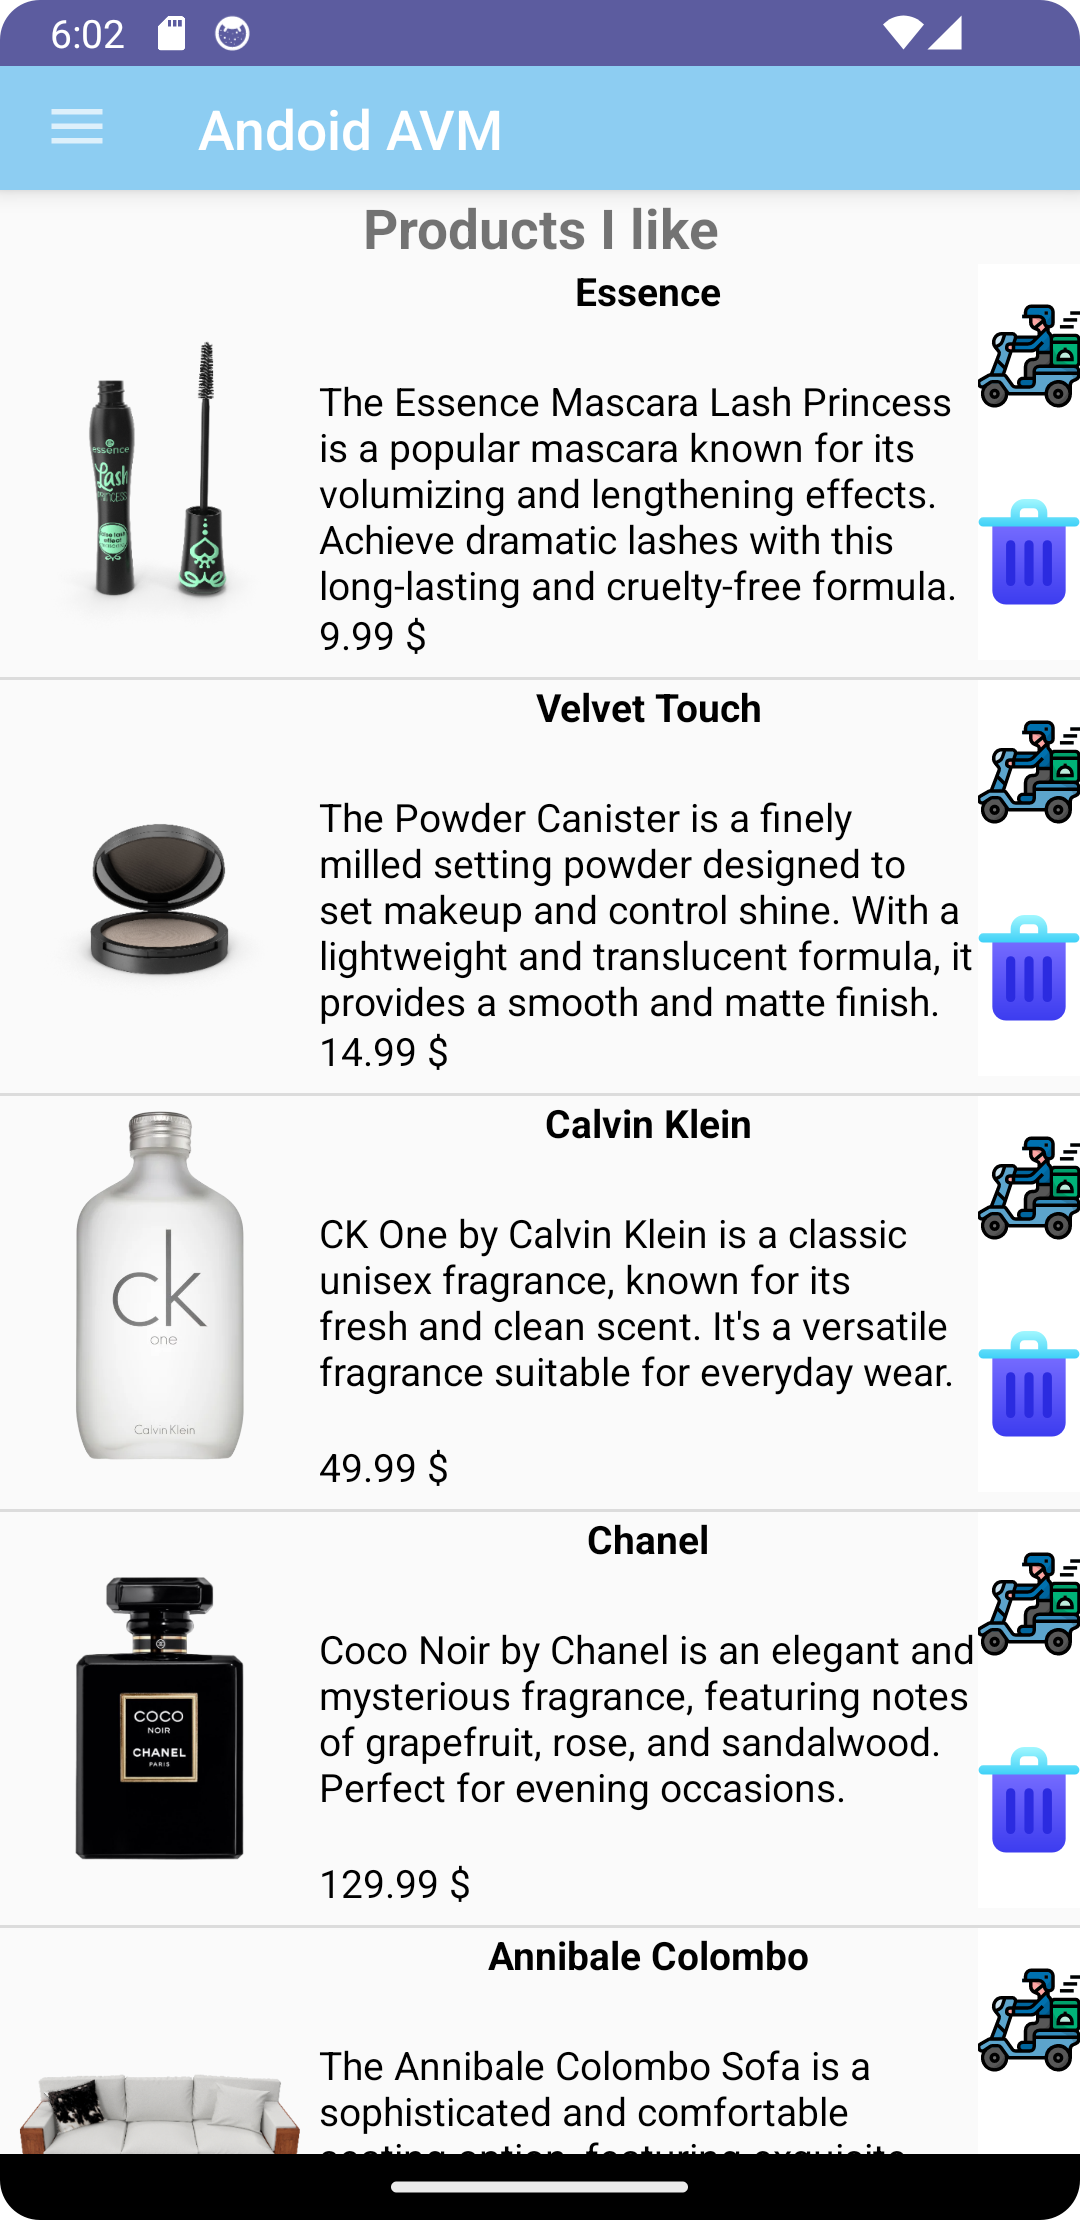 6:02
Andoid AVM
Products I like
Essence
essence
Lash
PRINCESS
The Essence Mascara Lash Princess
is a popular mascara known for its
volumizing and lengthening effects.
Achieve dramatic lashes with this
long-lasting and cruelty-free formula.
9.99 $
Velvet Touch
The Powder Canister is a finely
milled setting powder designed to
set makeup and control shine. With a
lightweight and translucent formula, it
provides a smooth and matte finish.
14.99 $
Calvin Klein
ck
one
Calvin Klein
CK One by Calvin Klein is a classic
unisex fragrance, known for its
fresh and clean scent. It's a versatile
fragrance suitable for everyday wear.
49.99 $
Chanel
COCO
NOIR
CHANEL
PARIS
Coco Noir by Chanel is an elegant and
mysterious fragrance, featuring notes
of grapefruit, rose, and sandalwood.
Perfect for evening occasions.
129.99 $
Annibale Colombo
The Annibale Colombo Sofa is a
sophisticated and comfortable
seating option, featuring exquisite